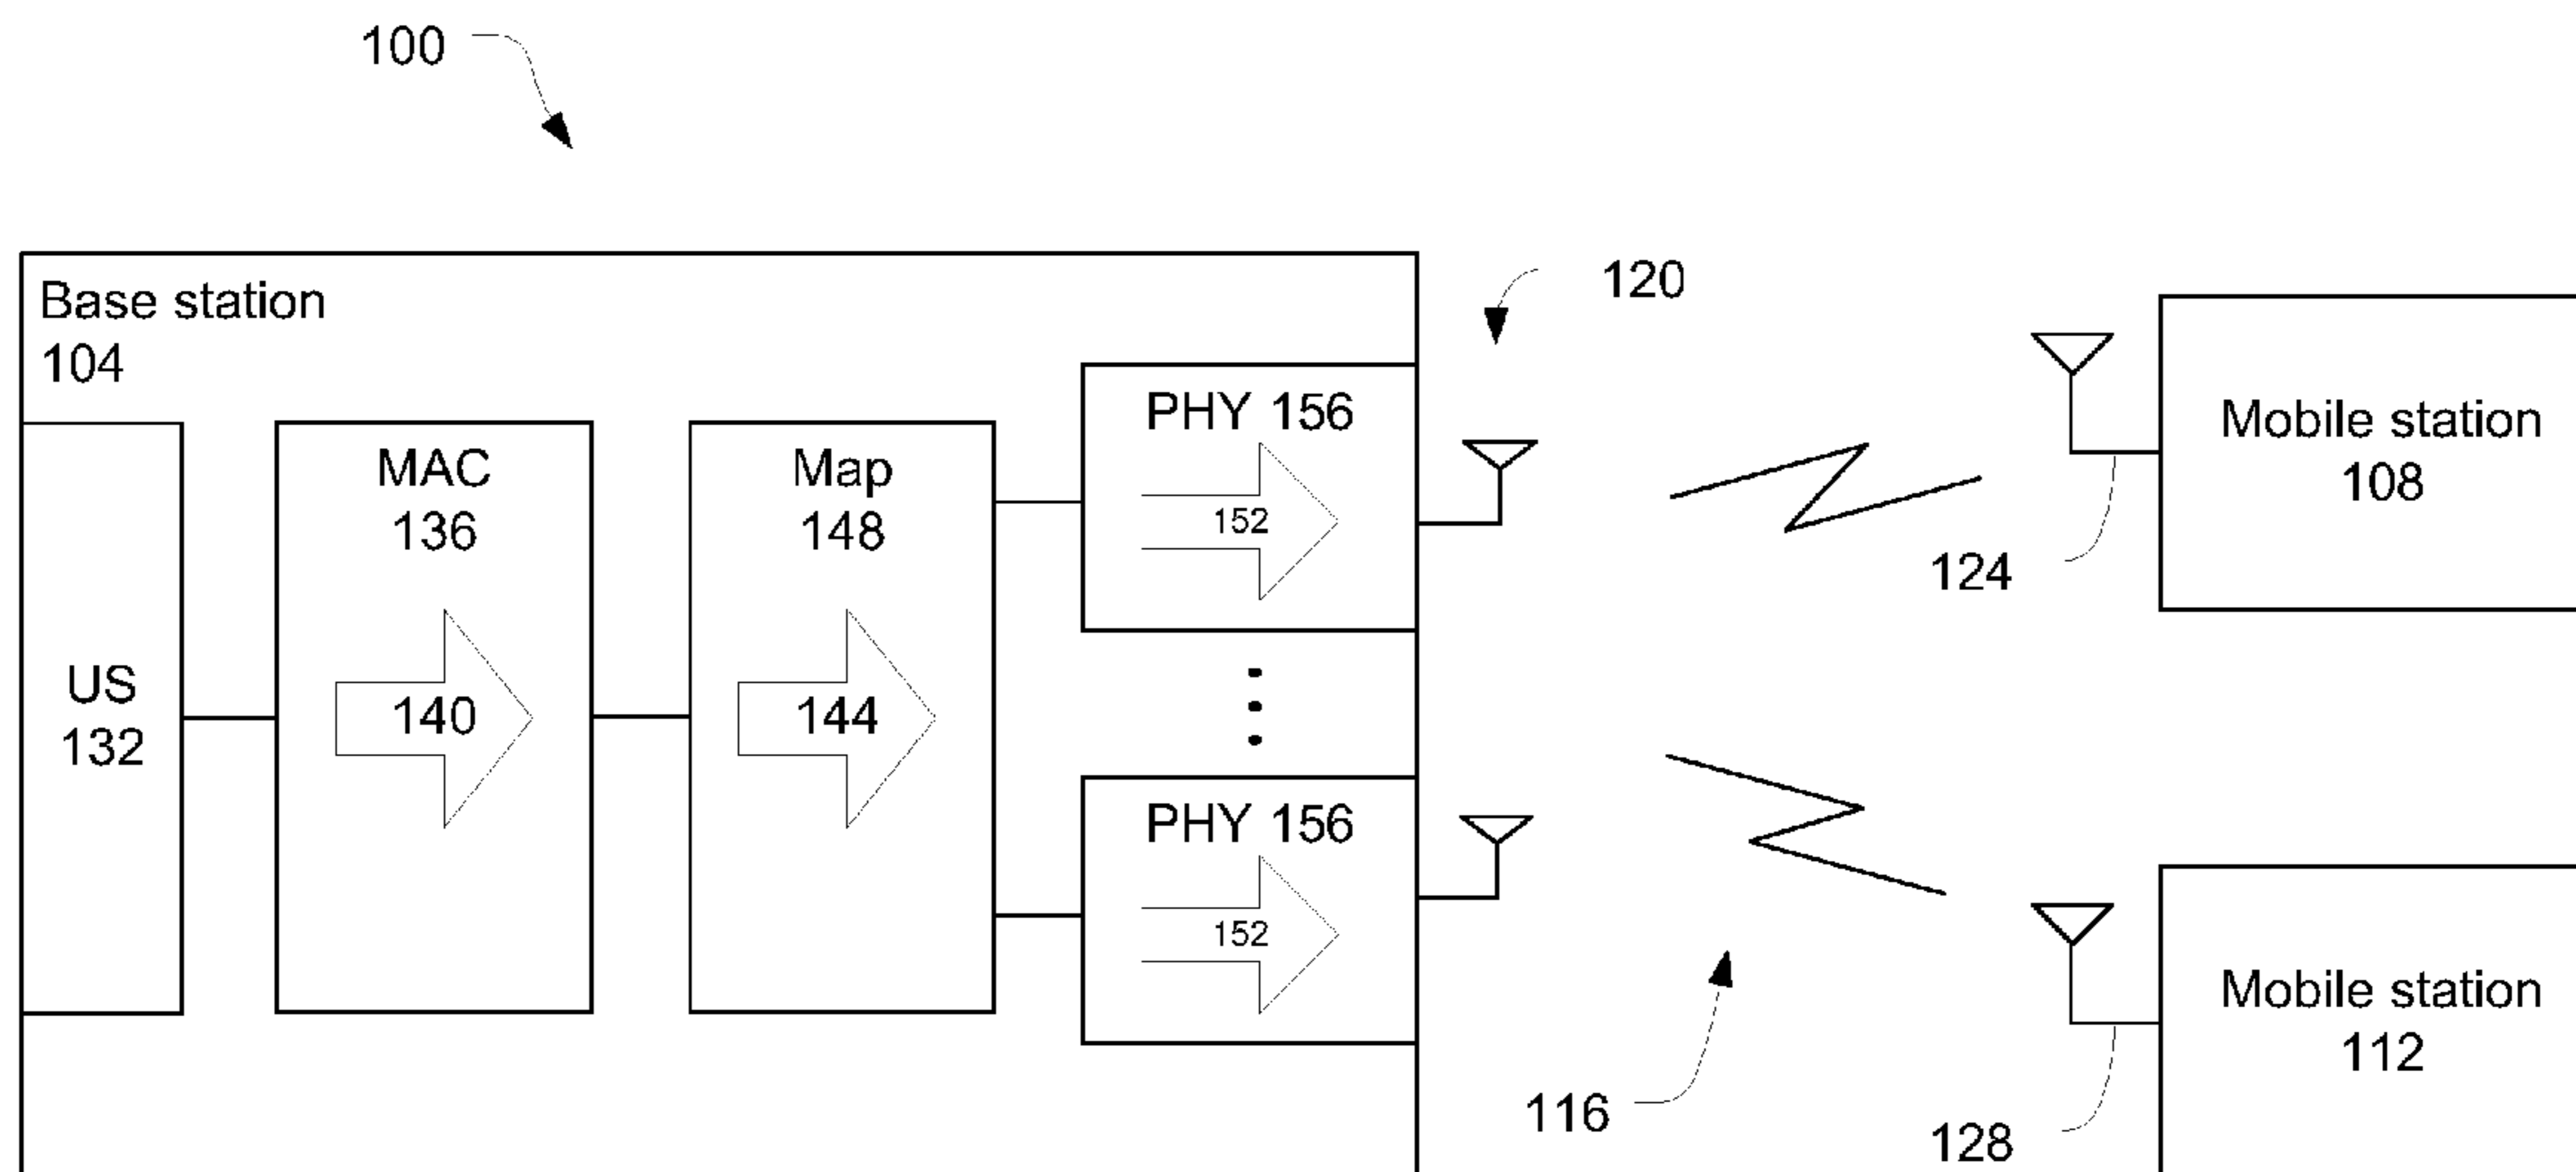 100
120
Base station
104
US
132
MAC
136
140
Map
148
144
PHY 156
152
PHY 156
152
Mobile station
108
124
116
Mobile station
112
128